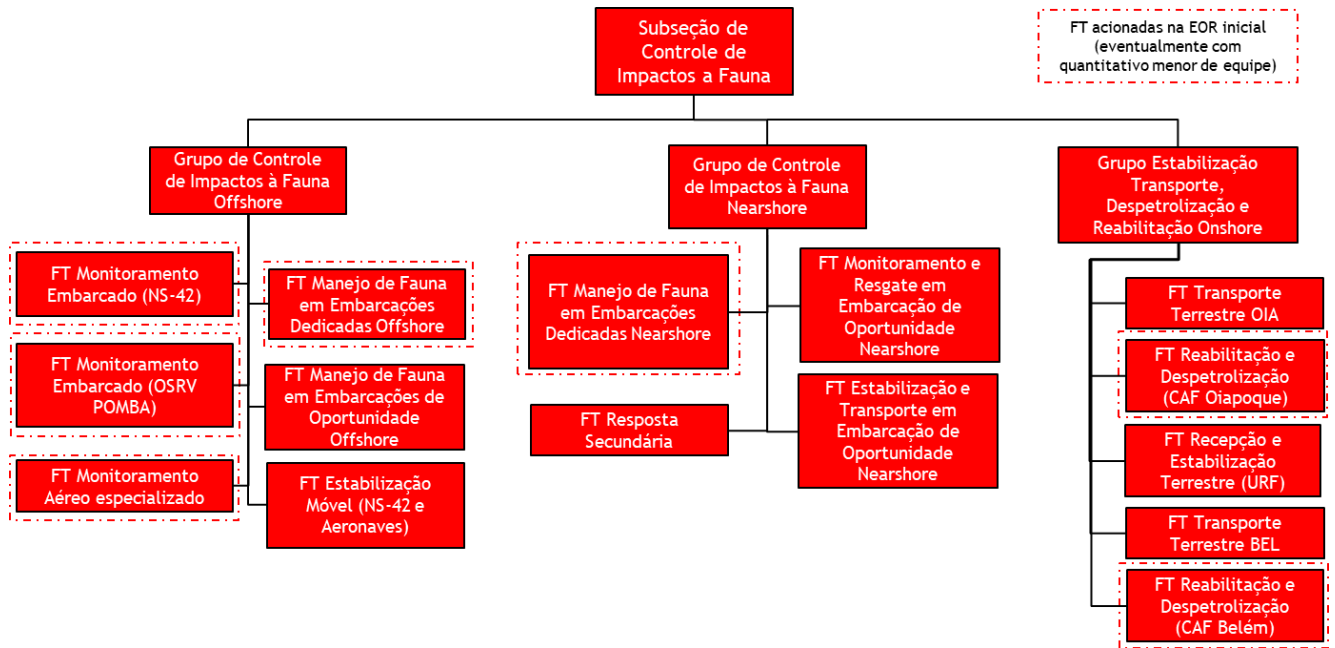 Subseção de
Controle de
Impactos a Fauna
FT acionadas na EOR inicial
(eventualmente com
quantitativo menor de equipe)
Grupo de Controle
de Impactos à Fauna
Offshore
Grupo de Controle
de Impactos à Fauna
Nearshore
Grupo Estabilização
Transporte,
Despetrolização e
Reabilitação Onshore
FT Monitoramento
Embarcado (NS-42)
FT Manejo de Fauna
em Embarcações
Dedicadas Offshore
FT Monitoramento
Embarcado (OSRV
POMBA)
FT Manejo de Fauna
em Embarcações de
Oportunidade
Offshore
FT Monitoramento
Aéreo especializado
FT Estabilização
Móvel (NS-42 e
Aeronaves)
FT Manejo de Fauna
em Embarcações
Dedicadas Nearshore
FT Monitoramento e
Resgate em
Embarcação de
Oportunidade
Nearshore
FT Resposta
Secundária
FT Estabilização e
Transporte em
Embarcação de
Oportunidade
Nearshore
FT Transporte
Terrestre OIA
FT Reabilitação e
Despetrolização
(CAF Oiapoque)
FT Recepção e
Estabilização
Terrestre (URF)
FT Transporte
Terrestre BEL
FT Reabilitação e
Despetrolização
(CAF Belém)